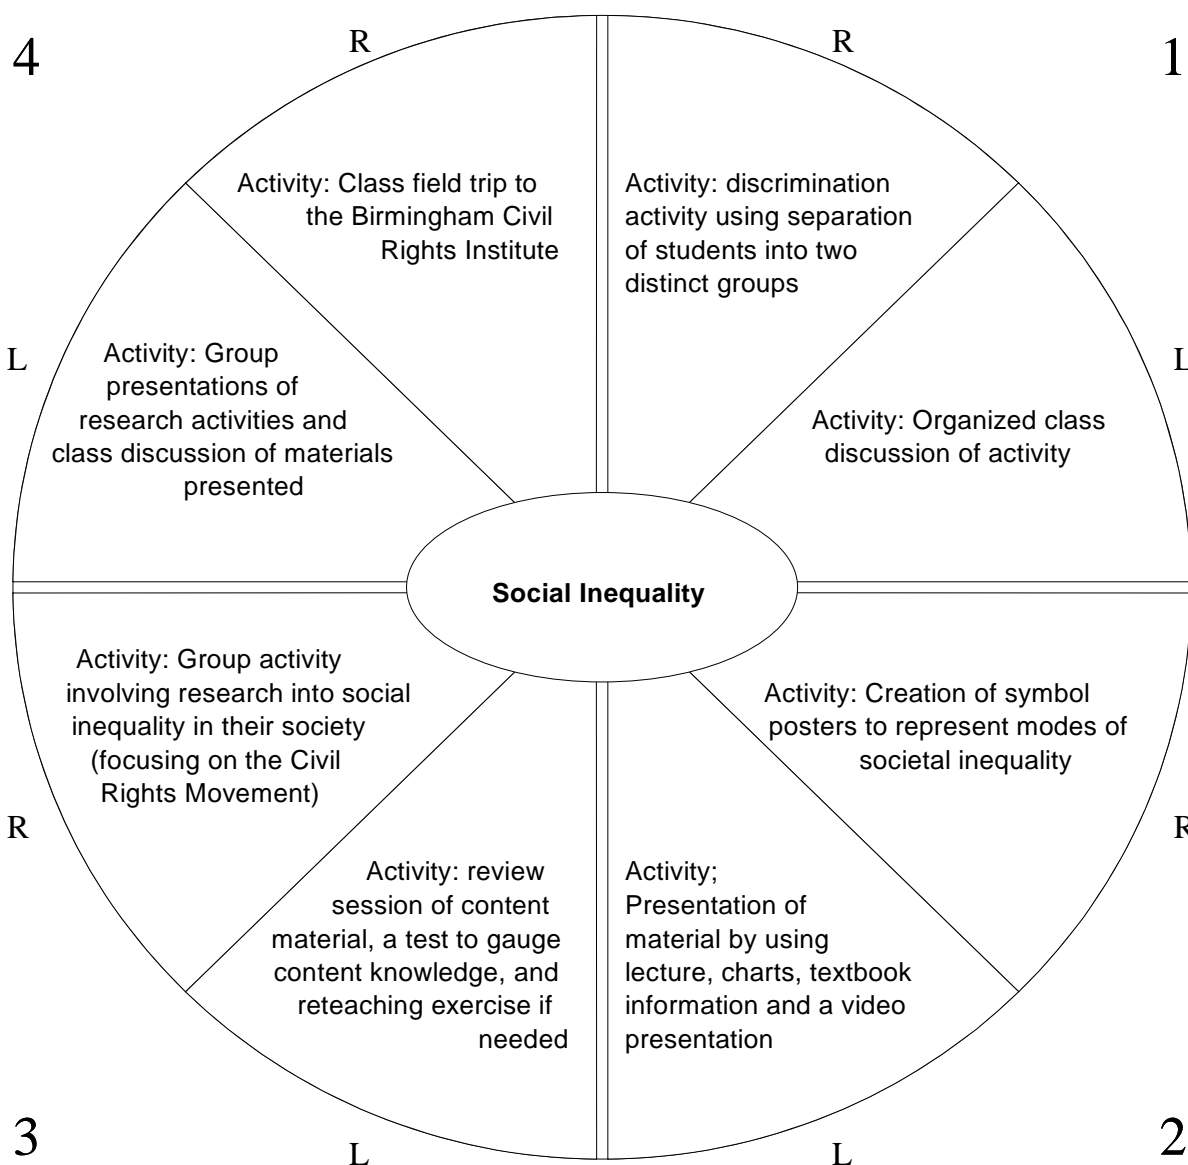 4
R
R
1
Activity: Class field trip to
the Birmingham Civil
Rights Institute
Activity: discrimination
activity using separation
of students into two
distinct groups
L
Activity: Group
presentations of
research activities and
class discussion of materials
presented
L
Activity: Organized class
discussion of activity
Social Inequality
Activity: Group activity
involving research into social
inequality in their society
(focusing on the Civil
Rights Movement)
R
Activity: Creation of symbol
posters to represent modes of
societal inequality
R
Activity: review
session of content
material, a test to gauge
content knowledge, and
reteaching exercise if
needed
Activity;
Presentation of
material by using
lecture, charts, textbook
information and a video
presentation
3
L
L
2